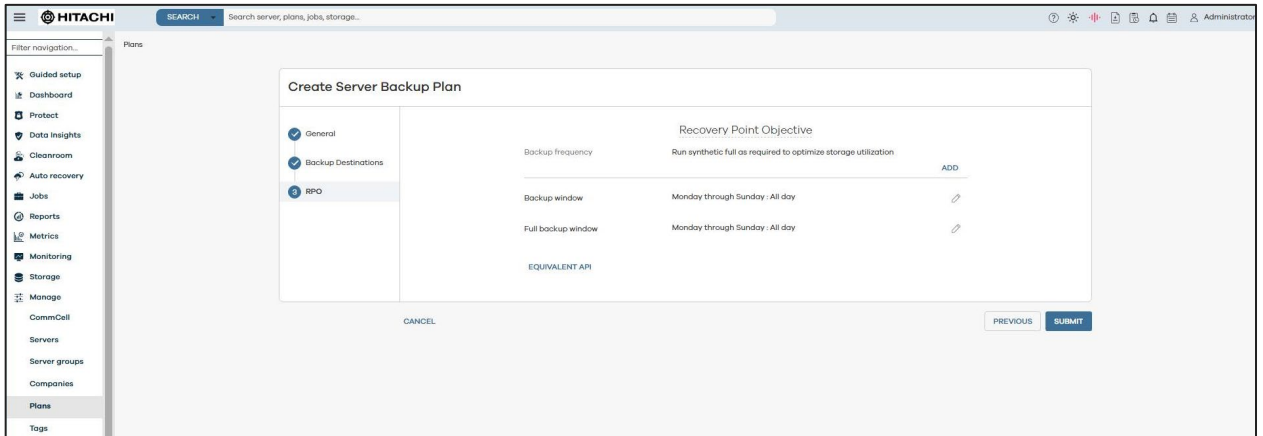 HITACHI
SEARCH
Search server, plans, jobs, storage...
Administrator
Filter navigation...
Plans
Guided setup
Dashboard
Protect
Data Insights
Cleanroom
Auto recovery
Jobs
Reports
Metrics
Monitoring
Storage
Manage
CommCell
Servers
Server groups
Companies
Plans
Tags
Create Server Backup Plan
General
Backup Destinations
3 RPO
Recovery Point Objective
Backup frequency Run synthetic full as required to optimize storage utilization
ADD
Backup window Monday through Sunday : All day
Full backup window Monday through Sunday : All day
EQUIVALENT API
CANCEL
PREVIOUS
SUBMIT